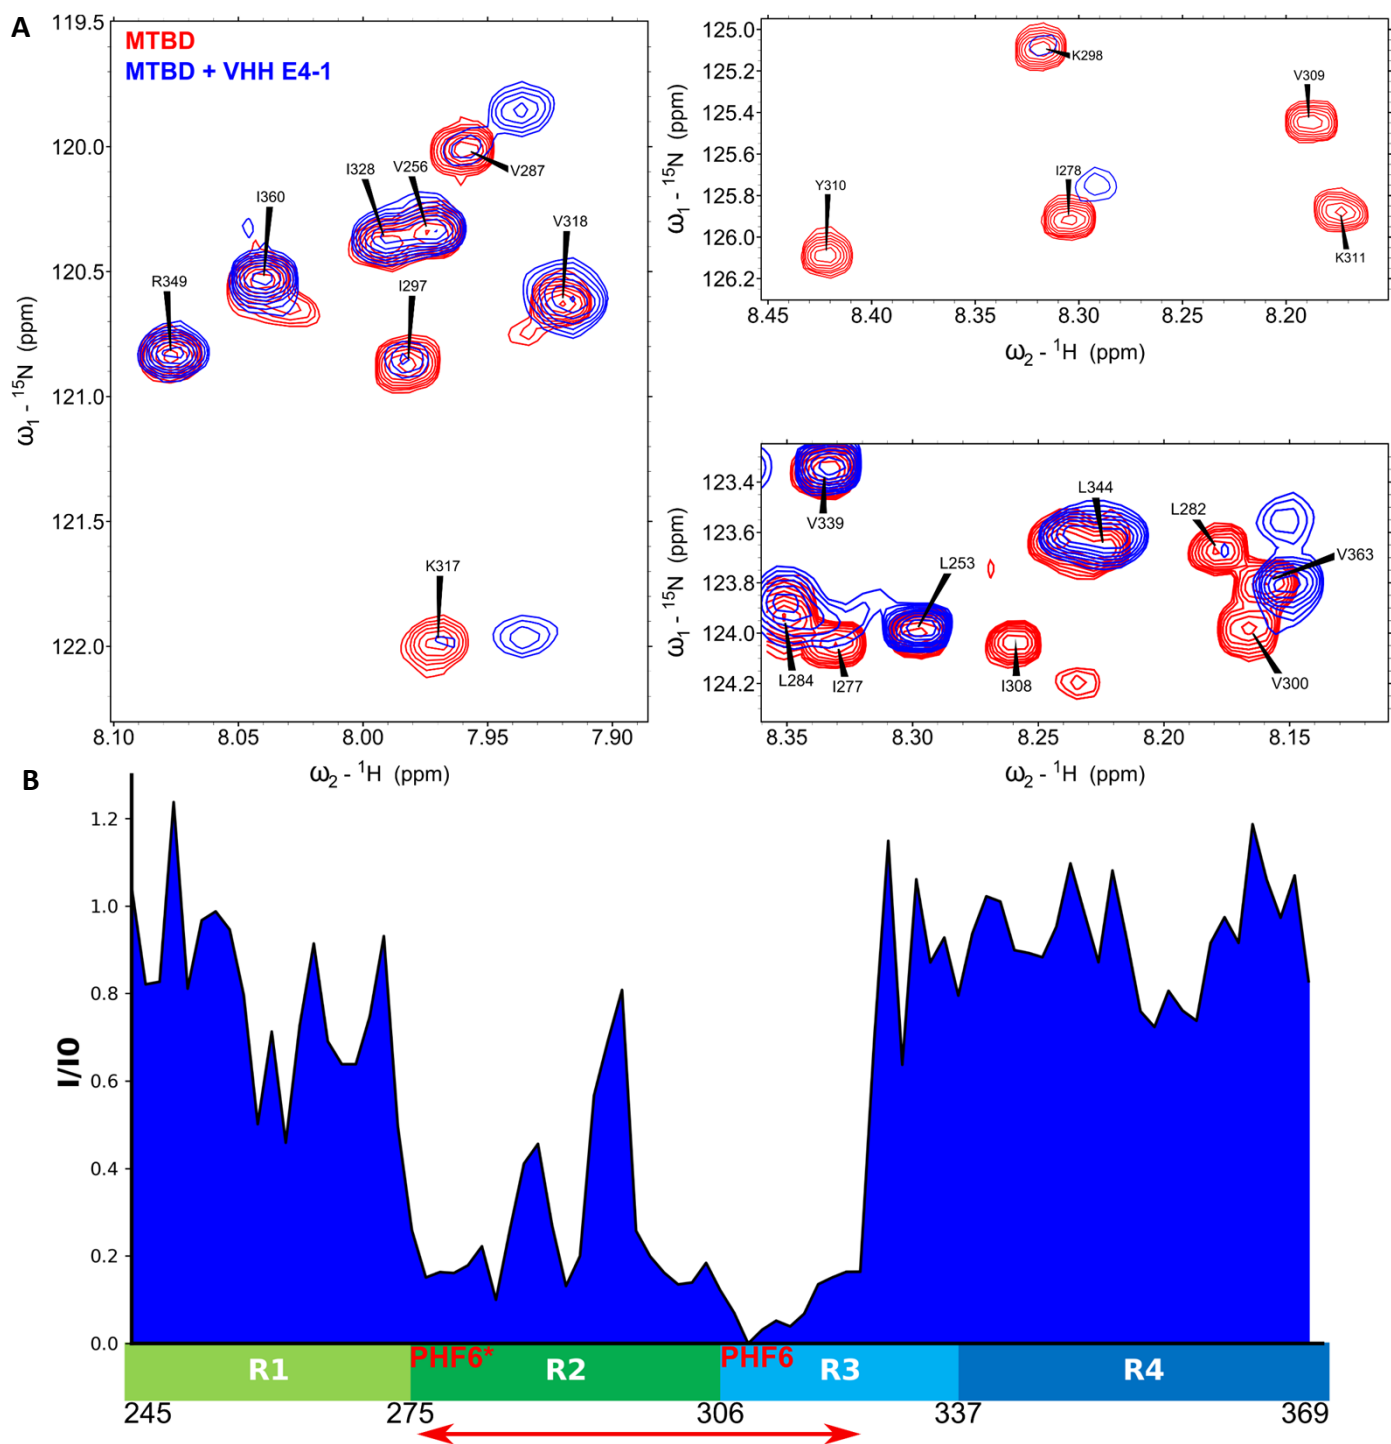 A
MTBD
MTBD + VHH E4-1
119.5
120.0
120.5
121.0
121.5
122.0
ω1 - 15N (ppm)
I328
V256
V287
I360
V318
R349
I297
K317
8.10
8.05
8.00
7.95
7.90
ω2 - 1H (ppm)
125.0
125.2
125.4
125.6
125.8
126.0
126.2
ω1 - 15N (ppm)
K298
V309
Y310
I278
K311
8.45
8.40
8.35
8.30
8.25
8.20
ω2 - 1H (ppm)
123.4
123.6
123.8
124.0
124.2
ω1 - 15N (ppm)
V339
L344
L282
V363
L253
L284
I277
I308
V300
8.35
8.30
8.25
8.20
8.15
ω2 - 1H (ppm)
B
I/I0
1.2
1.0
0.8
0.6
0.4
0.2
0.0
PHF6*
PHF6
R1
R2
R3
R4
245
275
306
337
369